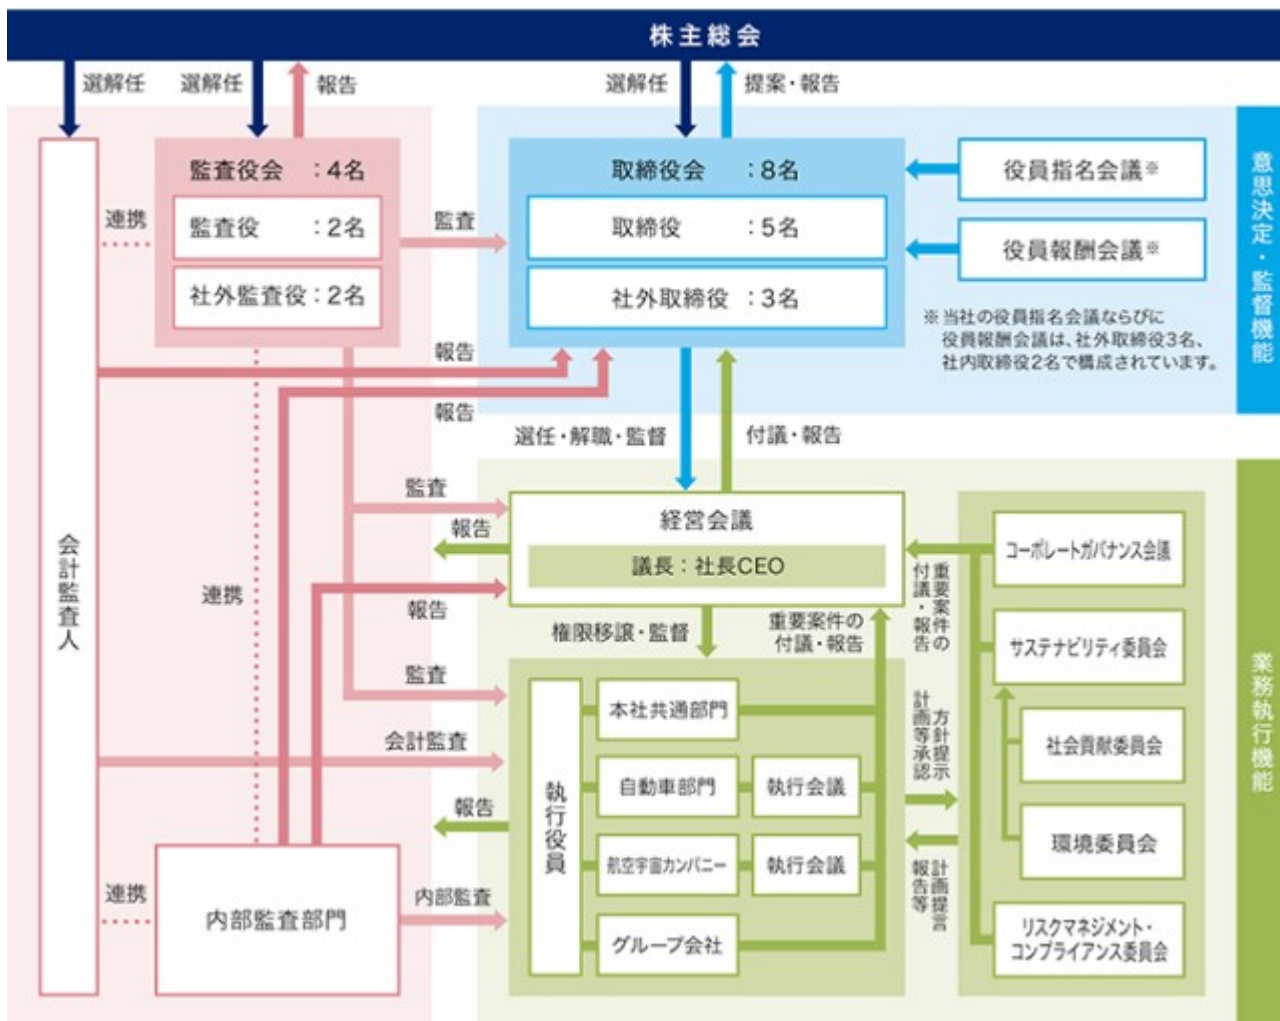 株主総会
選解任
選解任
報告
選解任
提案・報告
監査役会 ：4名
監査役 ：2名
社外監査役：2名
連携
監査
取締役会 ：8名
取締役 ：5名
社外取締役 ：3名
役員指名会議※
役員報酬会議※
※当社の役員指名会議ならびに
役員報酬会議は、社外取締役3名、
社内取締役2名で構成されています。
意思決定・監督機能
報告
報告
選任・解職・監督
付議・報告
監査
報告
経営会議
議長：社長CEO
報告
連携
会計監査人
権限移譲・監督
重要案件の
付議・報告
重要案件の
付議・報告
コーポレートガバナンス会議
サステナビリティ委員会
社会貢献委員会
環境委員会
リスクマネジメント・
コンプライアンス委員会
業務執行機能
監査
会計監査
報告
執行役員
本社共通部門
自動車部門
執行会議
航空宇宙カンパニー
執行会議
グループ会社
方針提示
計画等承認
計画提言
報告等
連携
内部監査部門
内部監査